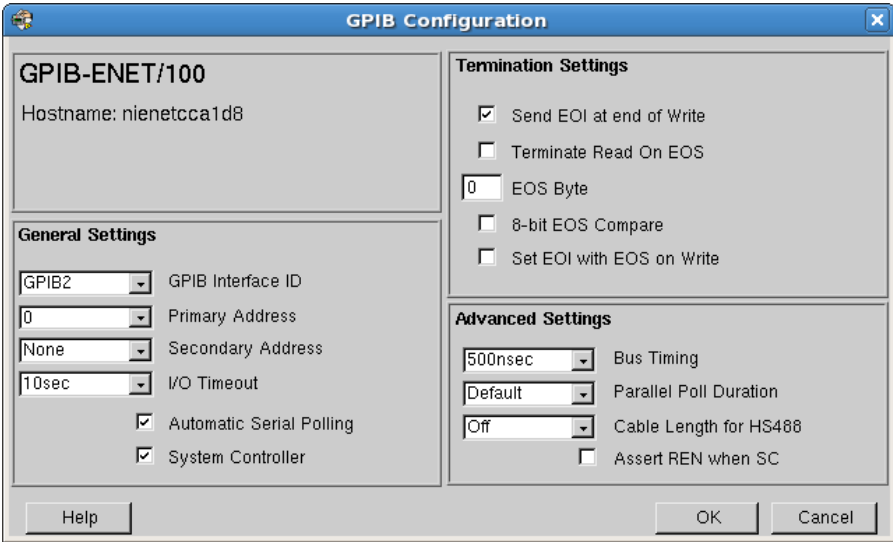 GPIB Configuration
GPIB-ENET/100
Hostname: nienetcca1d8
General Settings
GPIB2 GPIB Interface ID
0 Primary Address
None Secondary Address
10sec I/O Timeout
Automatic Serial Polling
System Controller
Termination Settings
Send EOI at end of Write
Terminate Read On EOS
0 EOS Byte
8-bit EOS Compare
Set EOI with EOS on Write
Advanced Settings
500nsec Bus Timing
Default Parallel Poll Duration
Off Cable Length for HS488
Assert REN when SC
Help OK Cancel